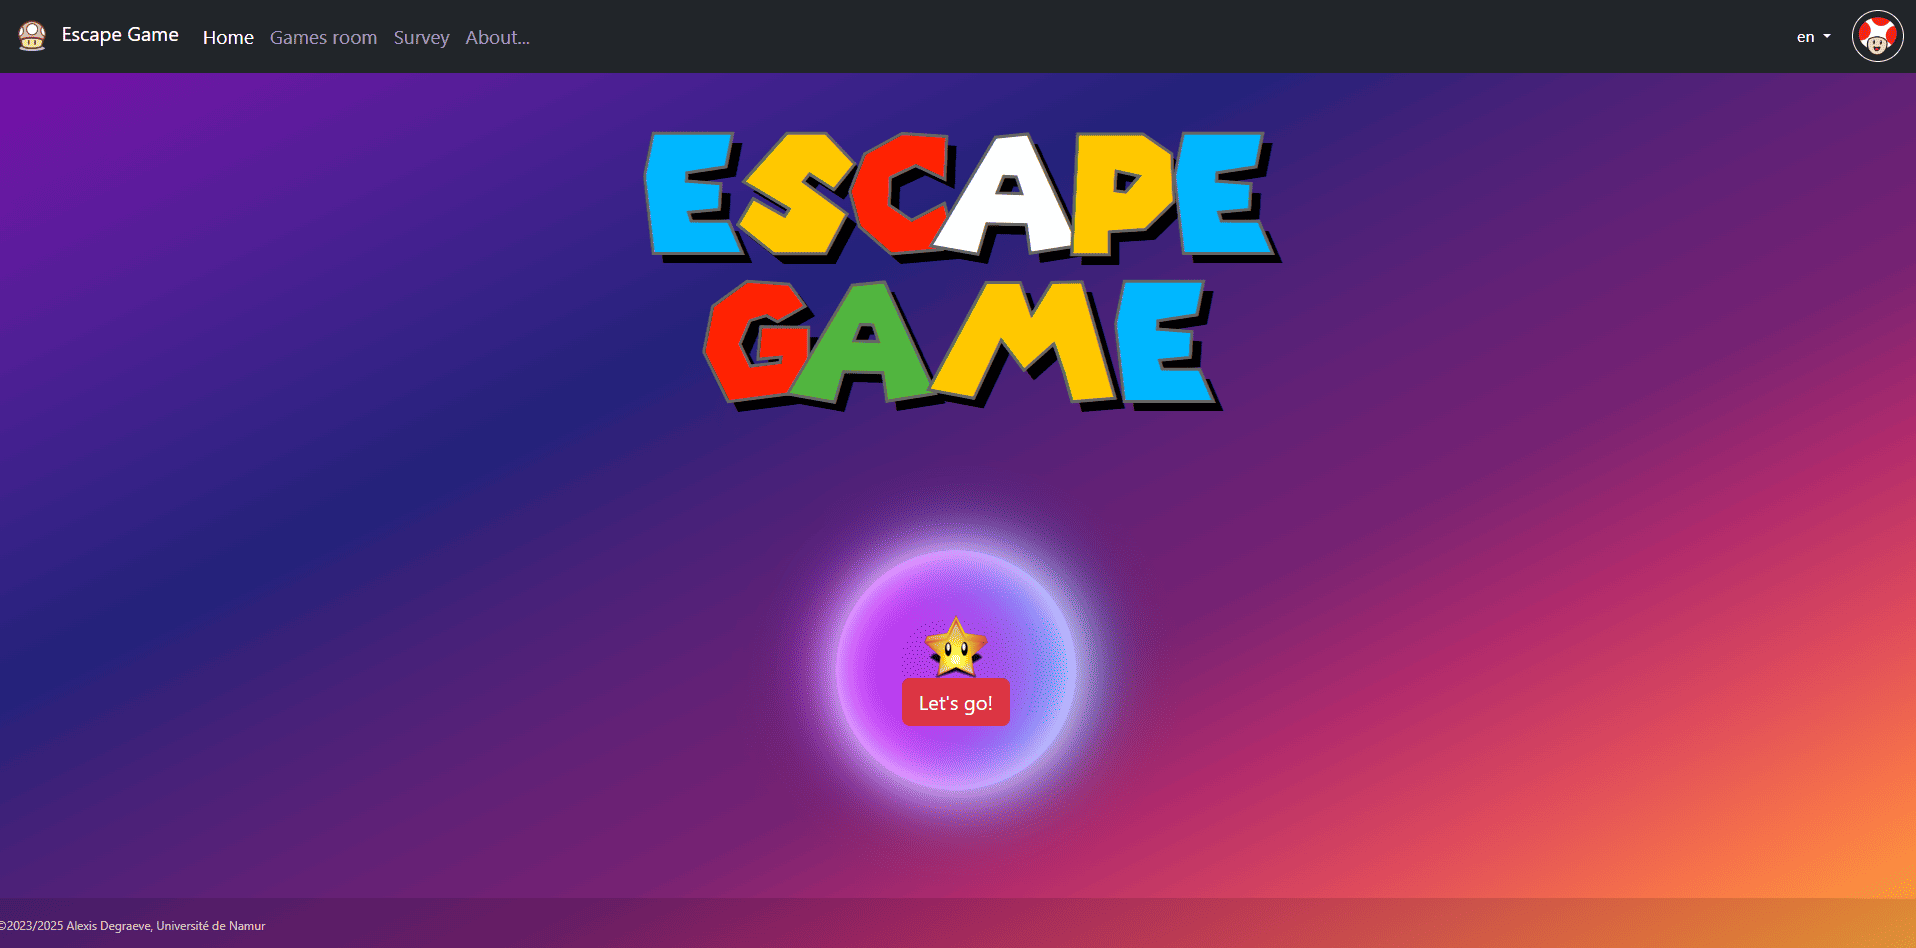 Escape Game Home Games room Survey About... en
ESCAPE
GAME
Let's go!
©2023/2025 Alexis Degraeve, Université de Namur